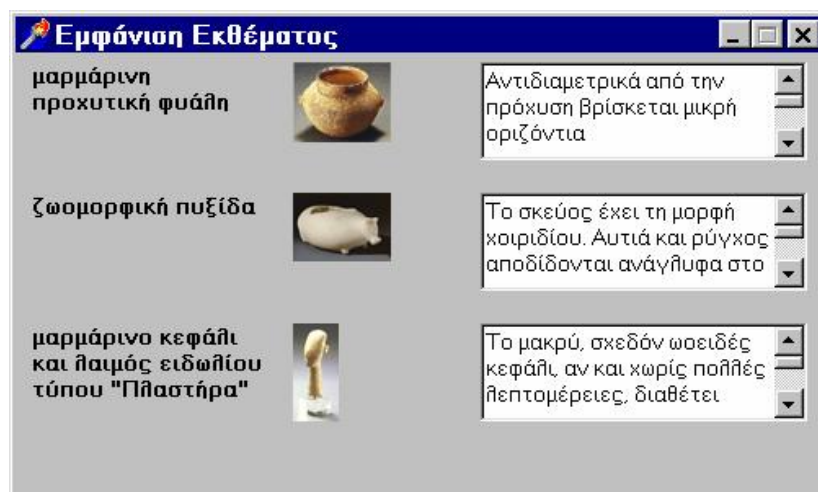 Εμφάνιση Εκθέματος
μαρμάρινη
προχυτική φυάλη
Αντιδιαμετρικά από την
πρόχυση βρίσκεται μικρή
οριζόντια
ζωομορφική πυξίδα
Το σκεύος έχει τη μορφή
χοιριδίου. Αυτιά και ρύγχος
αποδίδονται ανάγλυφα στο
μαρμάρινο κεφάλι
και λαιμός ειδωλίου
τύπου "Πλαστήρα"
Το μακρύ, σχεδόν ωοειδές
κεφάλι, αν και χωρίς πολλές
λεπτομέρειες, διαθέτει